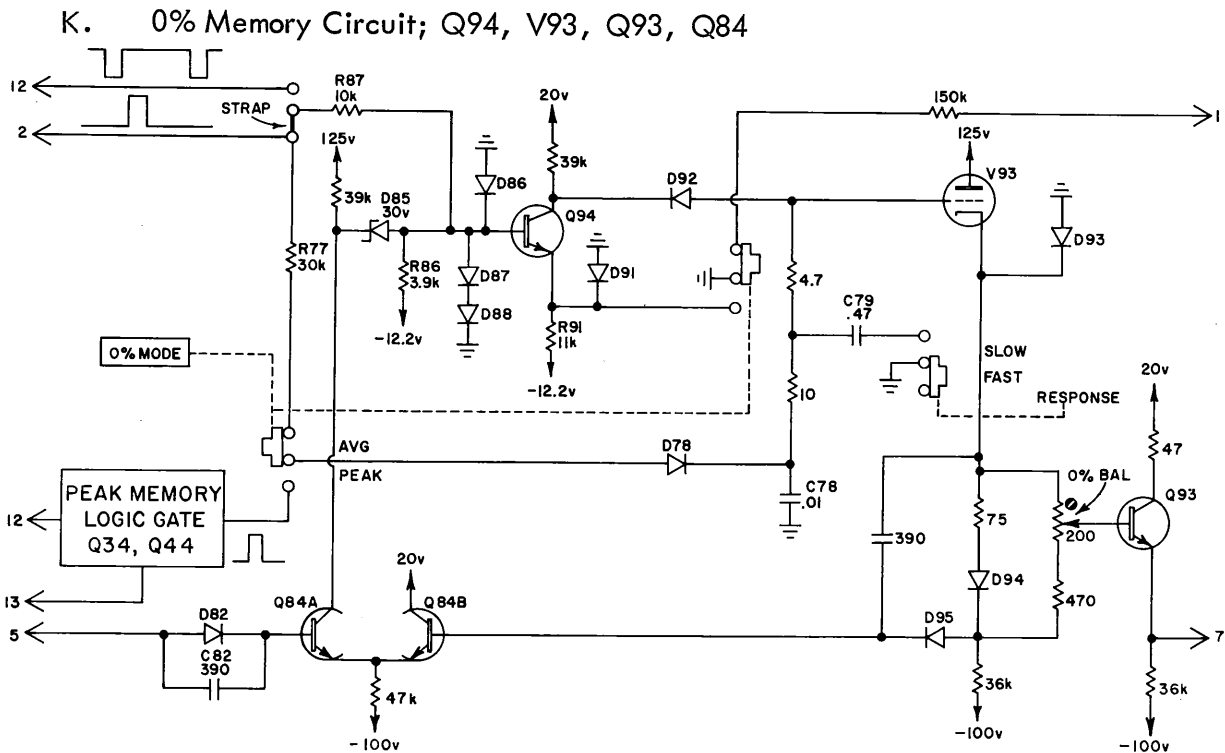 K. 0% Memory Circuit; Q94, V93, Q93, Q84
12
STRAP
2
R87
10k
20v
150k
1
125v
39k
125v
V93
39k
D85
30v
D86
D92
Q94
D93
R77
30k
R86
3.9k
D87
D88
D91
4.7
C79
.47
-12.2v
R91
11k
-12.2v
0% MODE
SLOW
FAST
10
RESPONSE
20v
AVG
PEAK
D78
47
C78
.01
0% BAL
Q93
PEAK MEMORY
LOGIC GATE
Q34, Q44
12
390
75
200
20v
D94
470
13
Q84A
Q84B
D82
5
D95
7
C82
390
47k
36k
36k
-100v
-100v
-100v